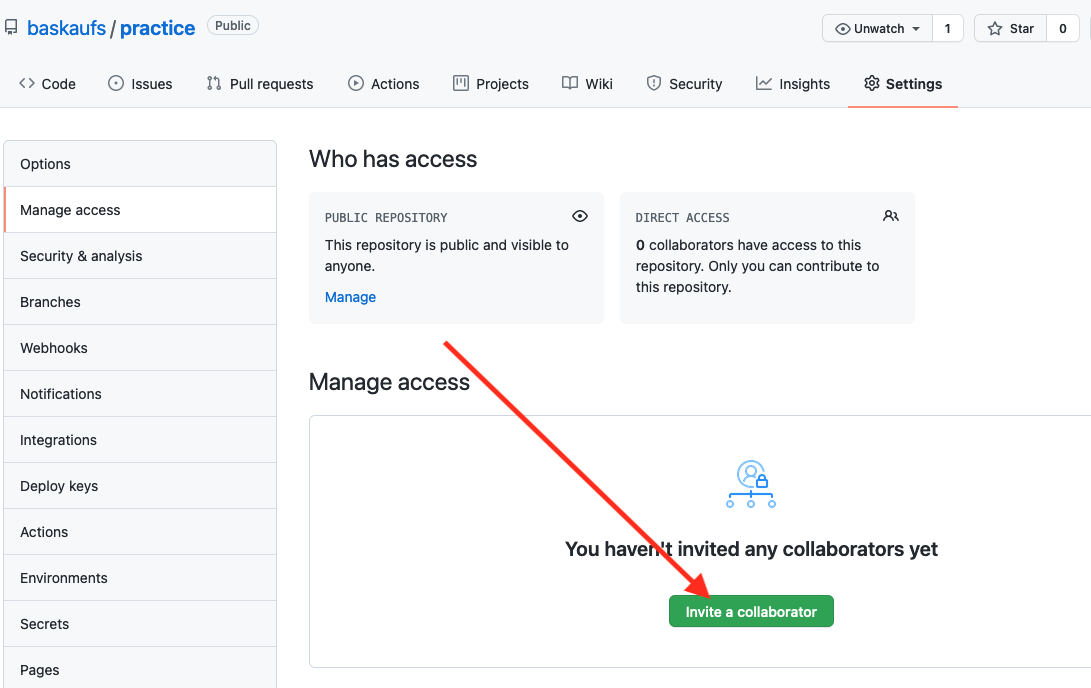 baskaufs / practice Public
Unwatch 1 Star 0
Code Issues Pull requests Actions Projects Wiki Security Insights Settings
Options
Manage access
Security & analysis
Branches
Webhooks
Notifications
Integrations
Deploy keys
Actions
Environments
Secrets
Pages
Who has access
PUBLIC REPOSITORY
This repository is public and visible to
anyone.
Manage
DIRECT ACCESS
0 collaborators have access to this
repository. Only you can contribute to
this repository.
Manage access
You haven't invited any collaborators yet
Invite a collaborator